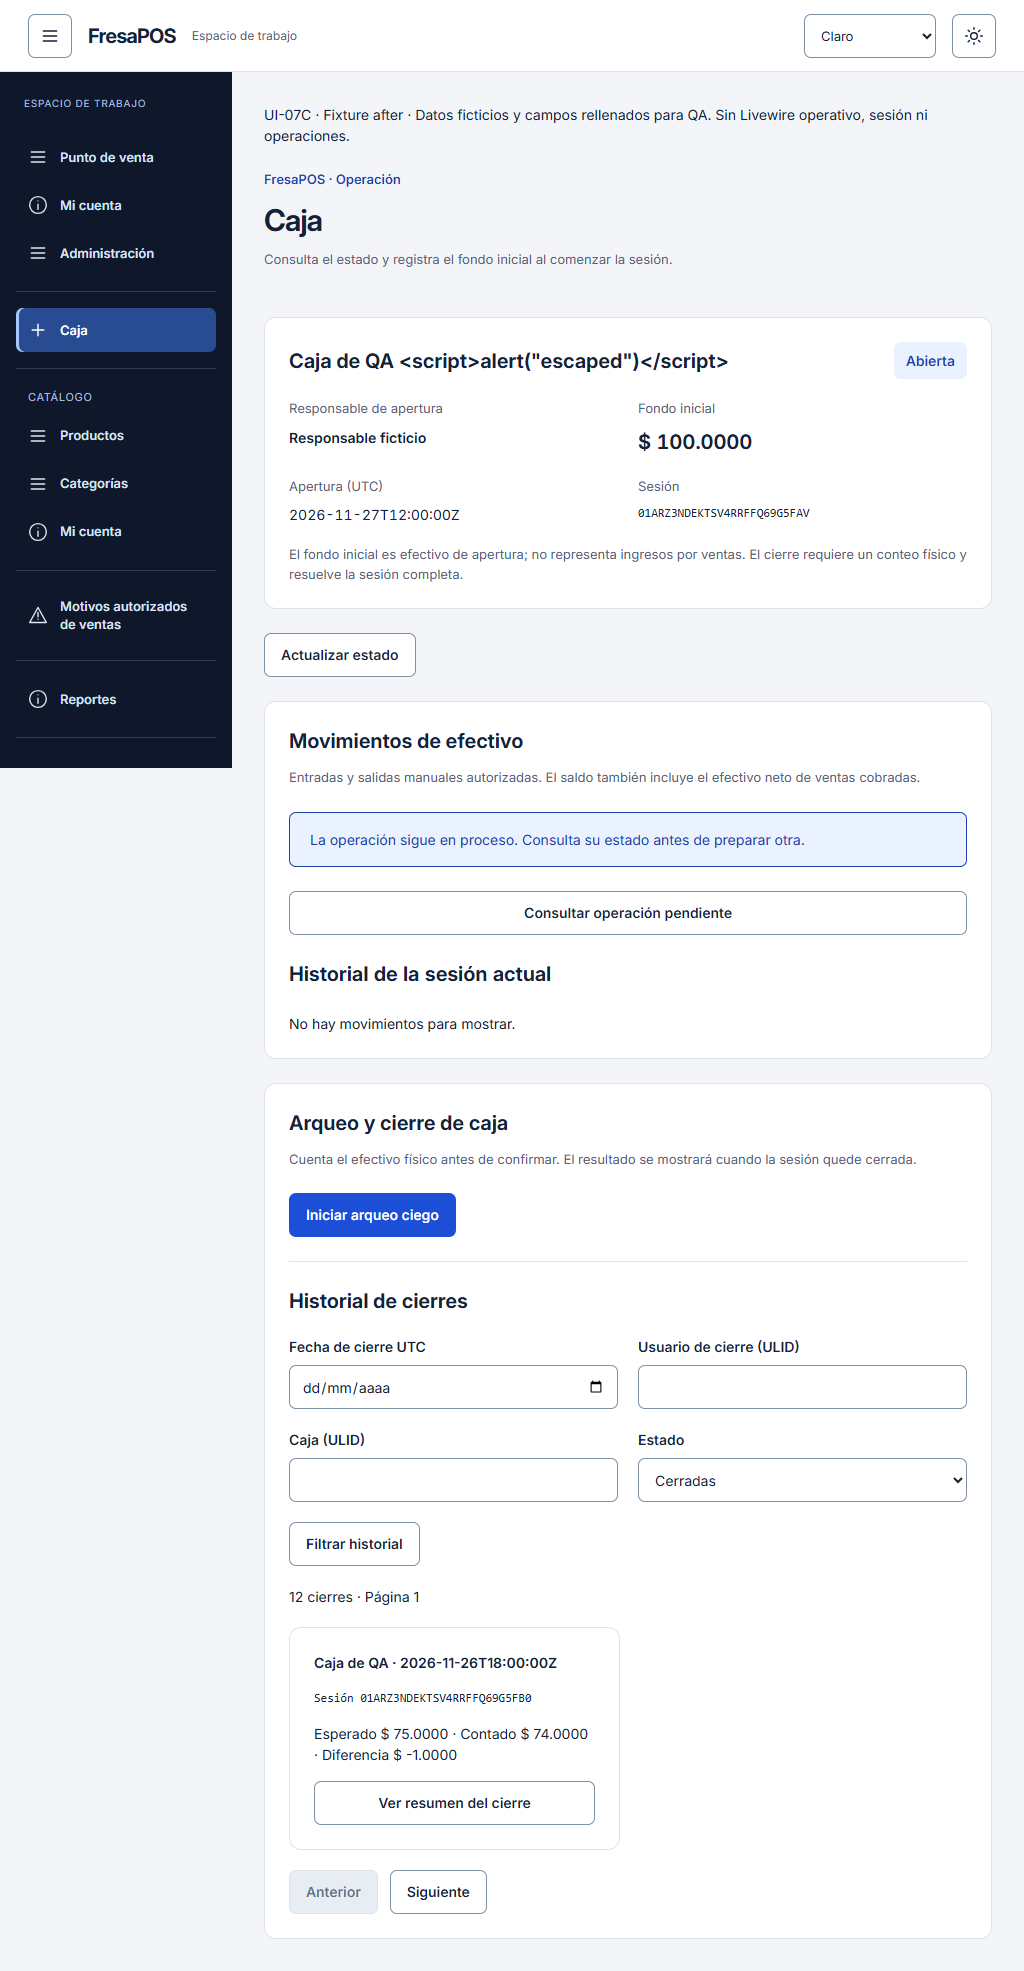 FresaPOS
Espacio de trabajo
Claro
ESPACIO DE TRABAJO
Punto de venta
Mi cuenta
Administración
Caja
CATÁLOGO
Productos
Categorías
Mi cuenta
Motivos autorizados
de ventas
Reportes
UI-07C · Fixture after · Datos ficticios y campos rellenados para QA. Sin Livewire operativo, sesión ni
operaciones.
FresaPOS · Operación
Caja
Consulta el estado y registra el fondo inicial al comenzar la sesión.
Caja de QA <script>alert("escaped")</script>
Abierta
Responsable de apertura
Responsable ficticio
Fondo inicial
$ 100.0000
Apertura (UTC)
2026-11-27T12:00:00Z
Sesión
01ARZ3NDEKTSV4RRFFQ69G5FAV
El fondo inicial es efectivo de apertura; no representa ingresos por ventas. El cierre requiere un conteo físico y
resuelve la sesión completa.
Actualizar estado
Movimientos de efectivo
Entradas y salidas manuales autorizadas. El saldo también incluye el efectivo neto de ventas cobradas.
La operación sigue en proceso. Consulta su estado antes de preparar otra.
Consultar operación pendiente
Historial de la sesión actual
No hay movimientos para mostrar.
Arqueo y cierre de caja
Cuenta el efectivo físico antes de confirmar. El resultado se mostrará cuando la sesión quede cerrada.
Iniciar arqueo ciego
Historial de cierres
Fecha de cierre UTC
dd/mm/aaaa
Usuario de cierre (ULID)
Caja (ULID)
Estado
Cerradas
Filtrar historial
12 cierres · Página 1
Caja de QA · 2026-11-26T18:00:00Z
Sesión 01ARZ3NDEKTSV4RRFFQ69G5FB0
Esperado $ 75.0000 · Contado $ 74.0000
· Diferencia $ -1.0000
Ver resumen del cierre
Anterior
Siguiente